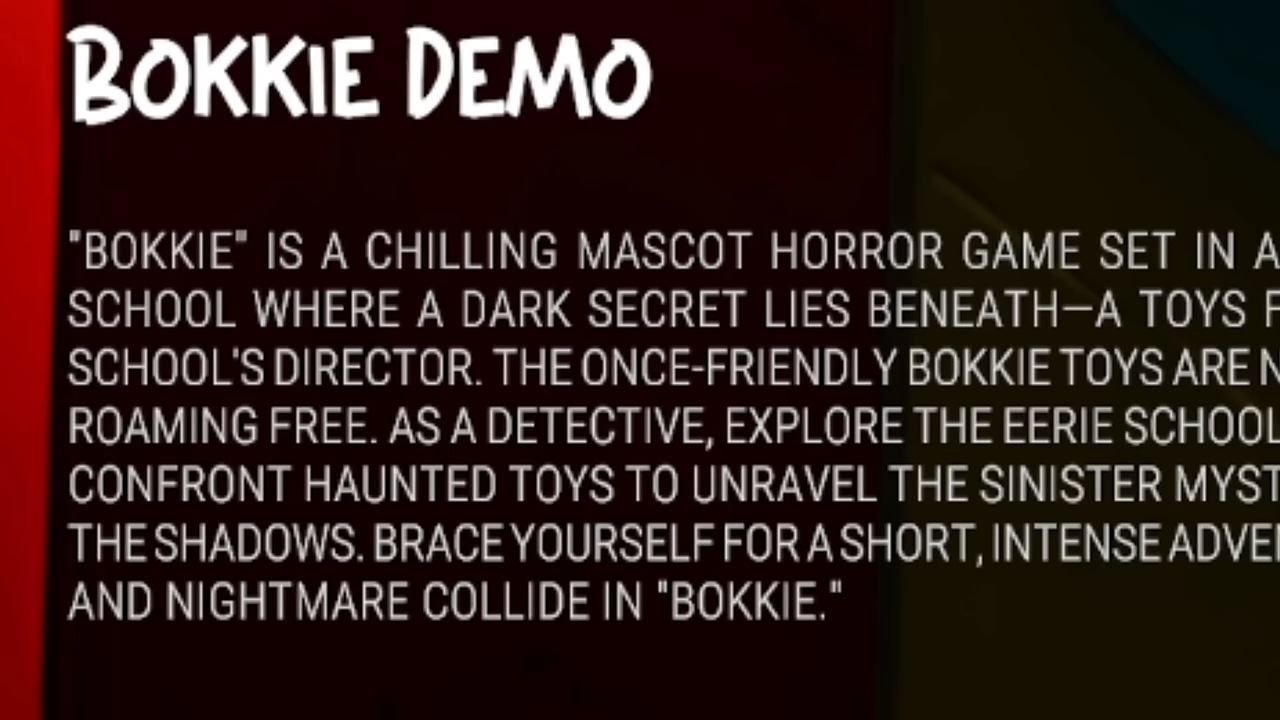 BOKKIE DEMO
"BOKKIE" IS A CHILLING MASCOT HORROR GAME SET IN A
SCHOOL WHERE A DARK SECRET LIES BENEATH—A TOYS
SCHOOL'S DIRECTOR. THE ONCE-FRIENDLY BOKKIE TOYS ARE
ROAMING FREE. AS A DETECTIVE, EXPLORE THE EERIE SCHOOL
CONFRONT HAUNTED TOYS TO UNRAVEL THE SINISTER
THE SHADOWS. BRACE YOURSELF FOR A SHORT, INTENSE
AND NIGHTMARE COLLIDE IN "BOKKIE."